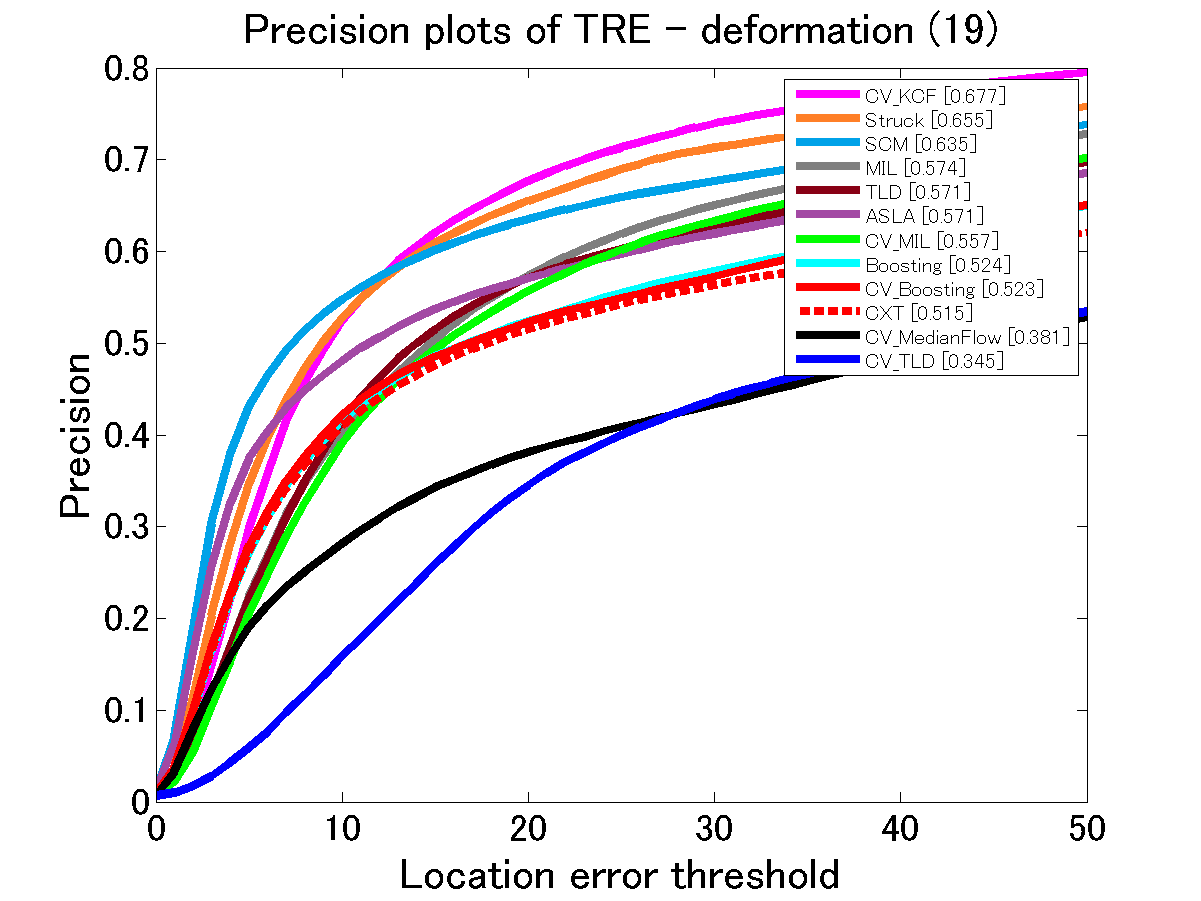 Precision plots of TRE - deformation (19)
0.8
0.7
0.6
0.5
0.4
0.3
0.2
0.1
0
Precision
CV_KCF [0.677]
Struck [0.655]
SCM [0.635]
MIL [0.574]
TLD [0.571]
ASLA [0.571]
CV_MIL [0.557]
Boosting [0.524]
CV_Boosting [0.523]
CXT [0.515]
CV_MedianFlow [0.381]
CV_TLD [0.345]
0 10 20 30 40 50
Location error threshold